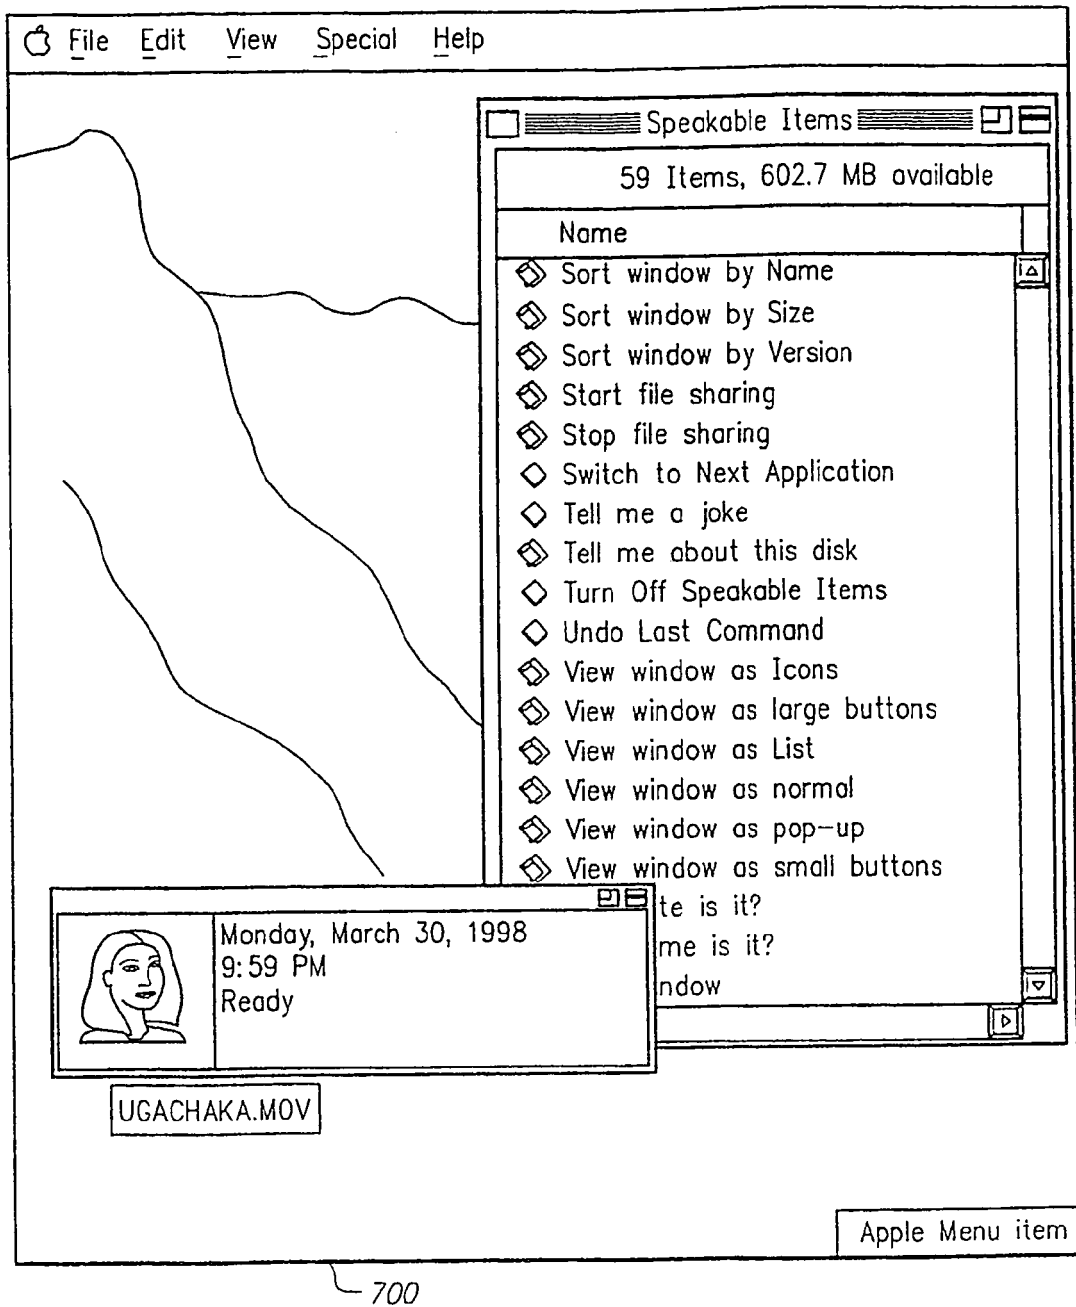 File Edit View Special Help
Speakable Items
59 Items, 602.7 MB available
Name
Sort window by Name
Sort window by Size
Sort window by Version
Start file sharing
Stop file sharing
Switch to Next Application
Tell me a joke
Tell me about this disk
Turn Off Speakable Items
Undo Last Command
View window as Icons
View window as large buttons
View window as List
View window as normal
View window as pop-up
View window as small buttons
te is it?
me is it?
ndow
Monday, March 30, 1998
9:59 PM
Ready
UGACHAKA.MOV
Apple Menu item
700